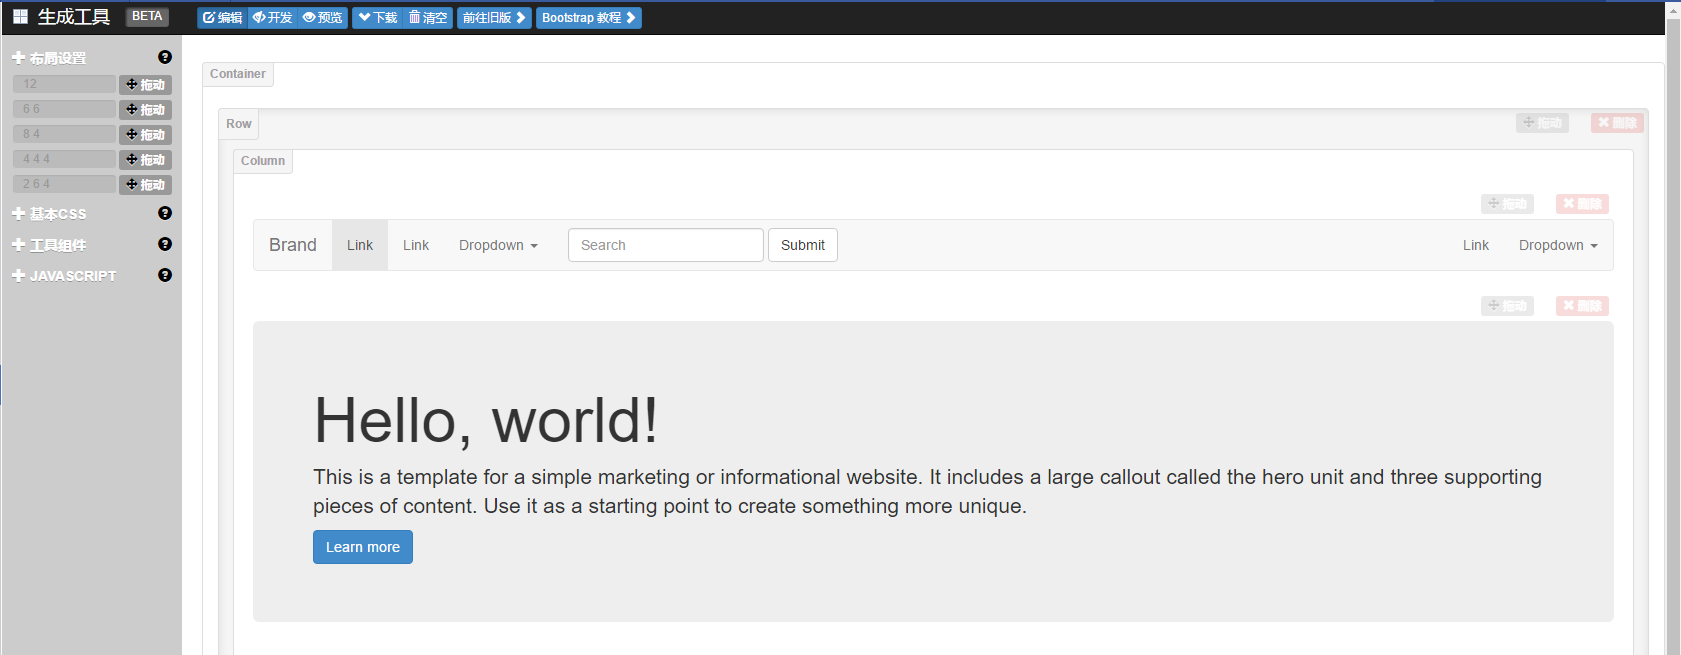 生成工具 BETA 编辑 开发 预览 下载 清空 前往旧版 Bootstrap 教程
布局设置
12 拖动
6 6 拖动
8 4 拖动
4 4 4 拖动
2 6 4 拖动
基本CSS
工具组件
JAVASCRIPT
Container
Row 拖动 删除
Column
拖动 删除
Brand Link Link Dropdown Search Submit Link Dropdown
拖动 删除
Hello, world!
This is a template for a simple marketing or informational website. It includes a large callout called the hero unit and three supporting
pieces of content. Use it as a starting point to create something more unique.
Learn more